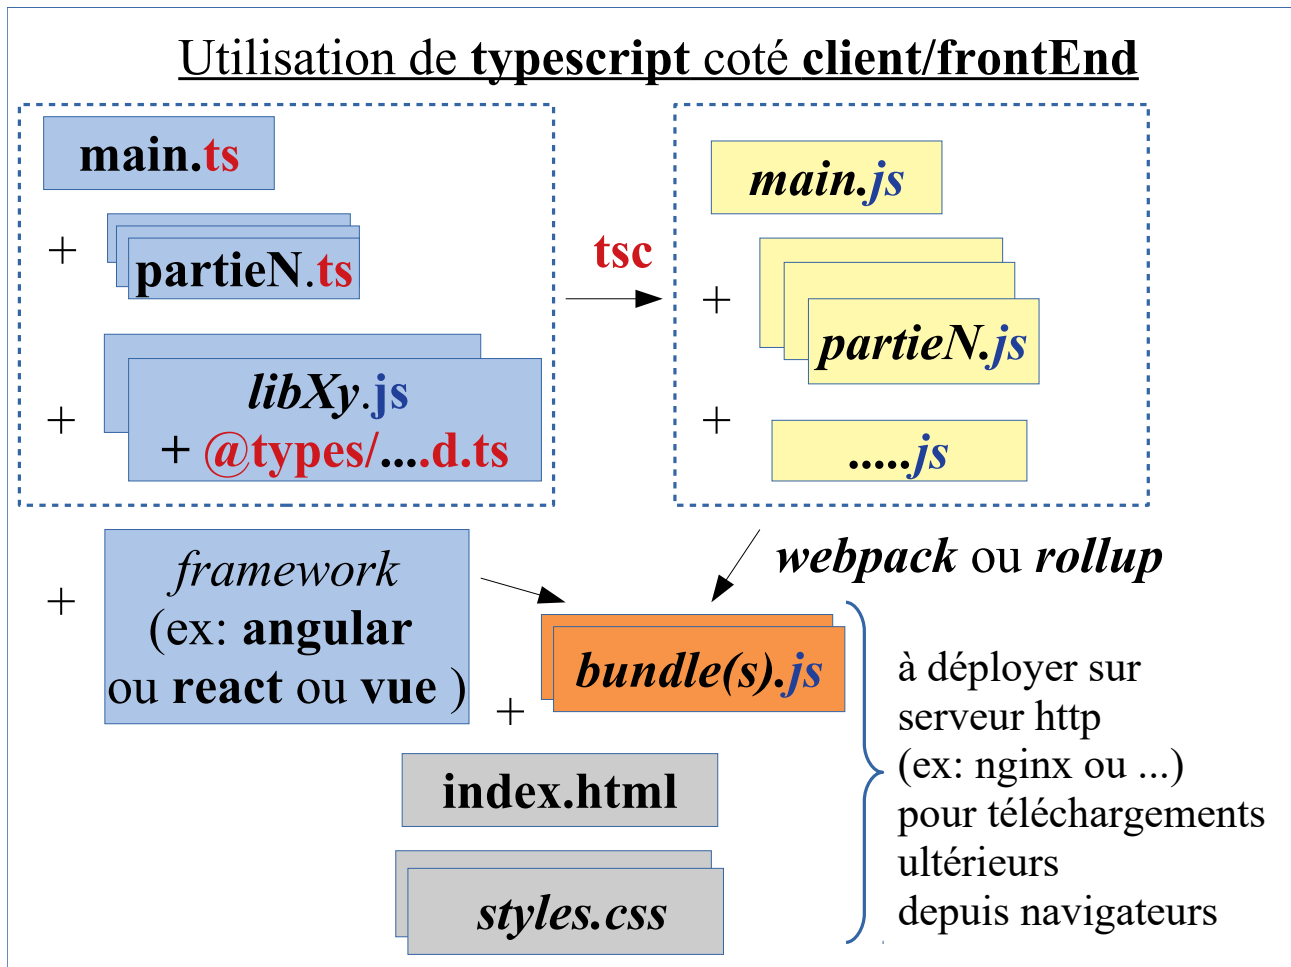 Utilisation de typescript coté client/frontEnd
main.ts
+
partieN.ts
+
libXy.js
+ @types/....d.ts
tsc
main.js
+
partieN.js
+
.....js
+
framework
(ex: angular
ou react ou vue )
webpack ou rollup
bundle(s).js
+
index.html
styles.css
à déployer sur
serveur http
(ex: nginx ou ...)
pour téléchargements
ultérieurs
depuis navigateurs